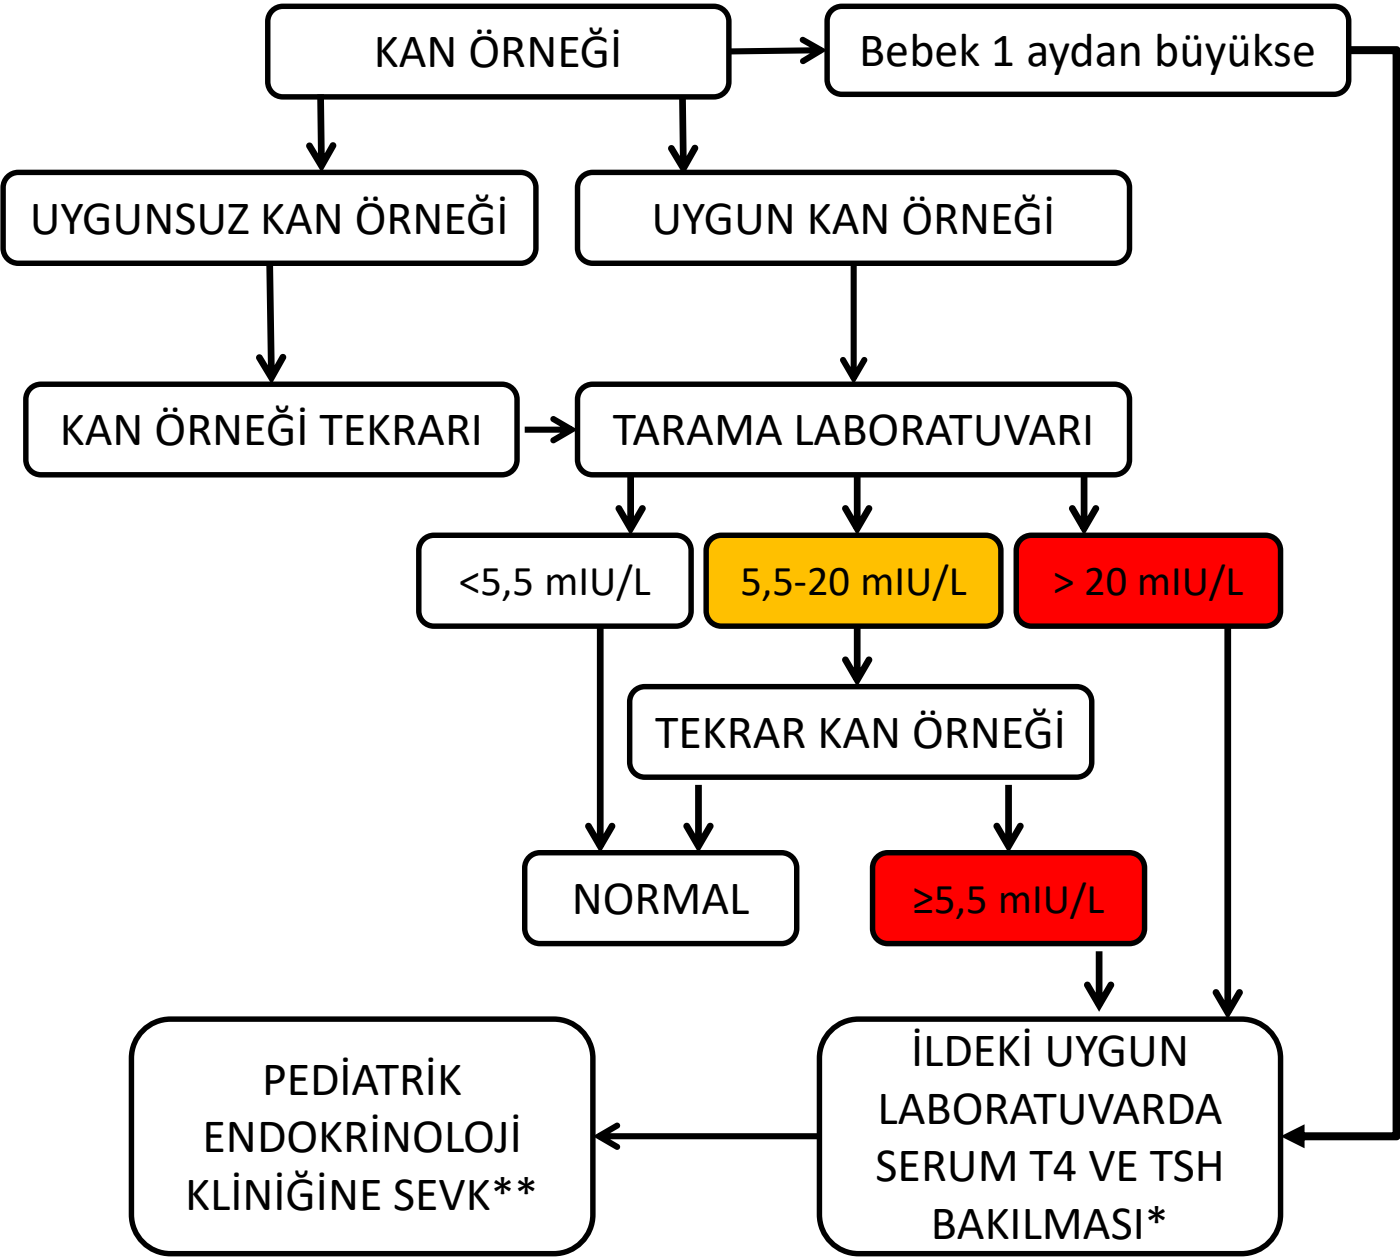 KAN ÖRNEĞİ
Bebek 1 aydan büyükse
UYGUNSUZ KAN ÖRNEĞİ
UYGUN KAN ÖRNEĞİ
KAN ÖRNEĞİ TEKRARI
TARAMA LABORATUVARI
<5,5 mIU/L
5,5-20 mIU/L
> 20 mIU/L
TEKRAR KAN ÖRNEĞİ
NORMAL
≥5,5 mIU/L
PEDİATRİK
ENDOKRİNOLOJİ
KLİNİĞİNE SEVK**
İLDEKİ UYGUN
LABORATUVARDA
SERUM T4 VE TSH
BAKILMASI*